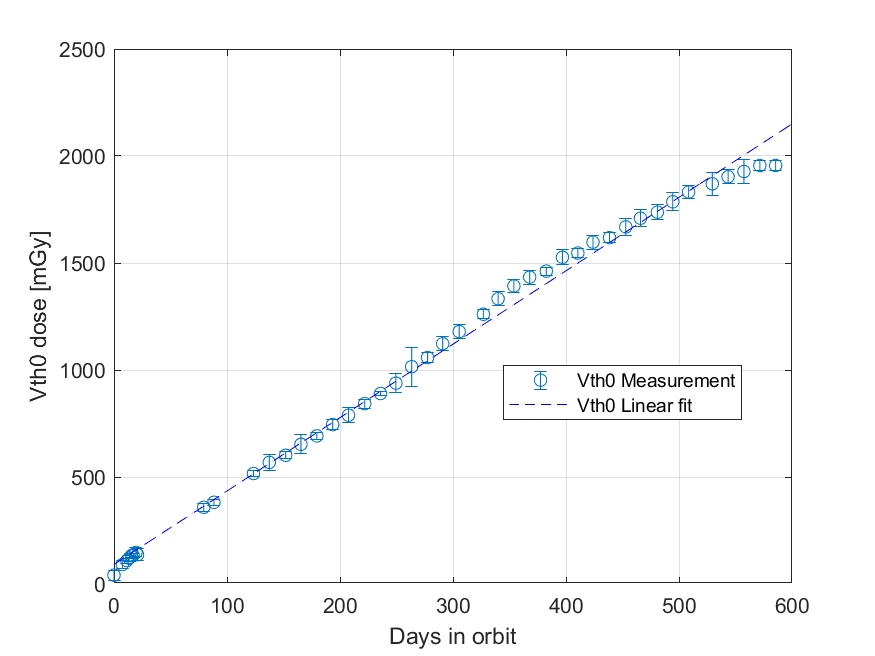 2500
2000
1500
1000
500
0
Vth0 dose [mGy]
Vth0 Measurement
Vth0 Linear fit
0 100 200 300 400 500 600
Days in orbit